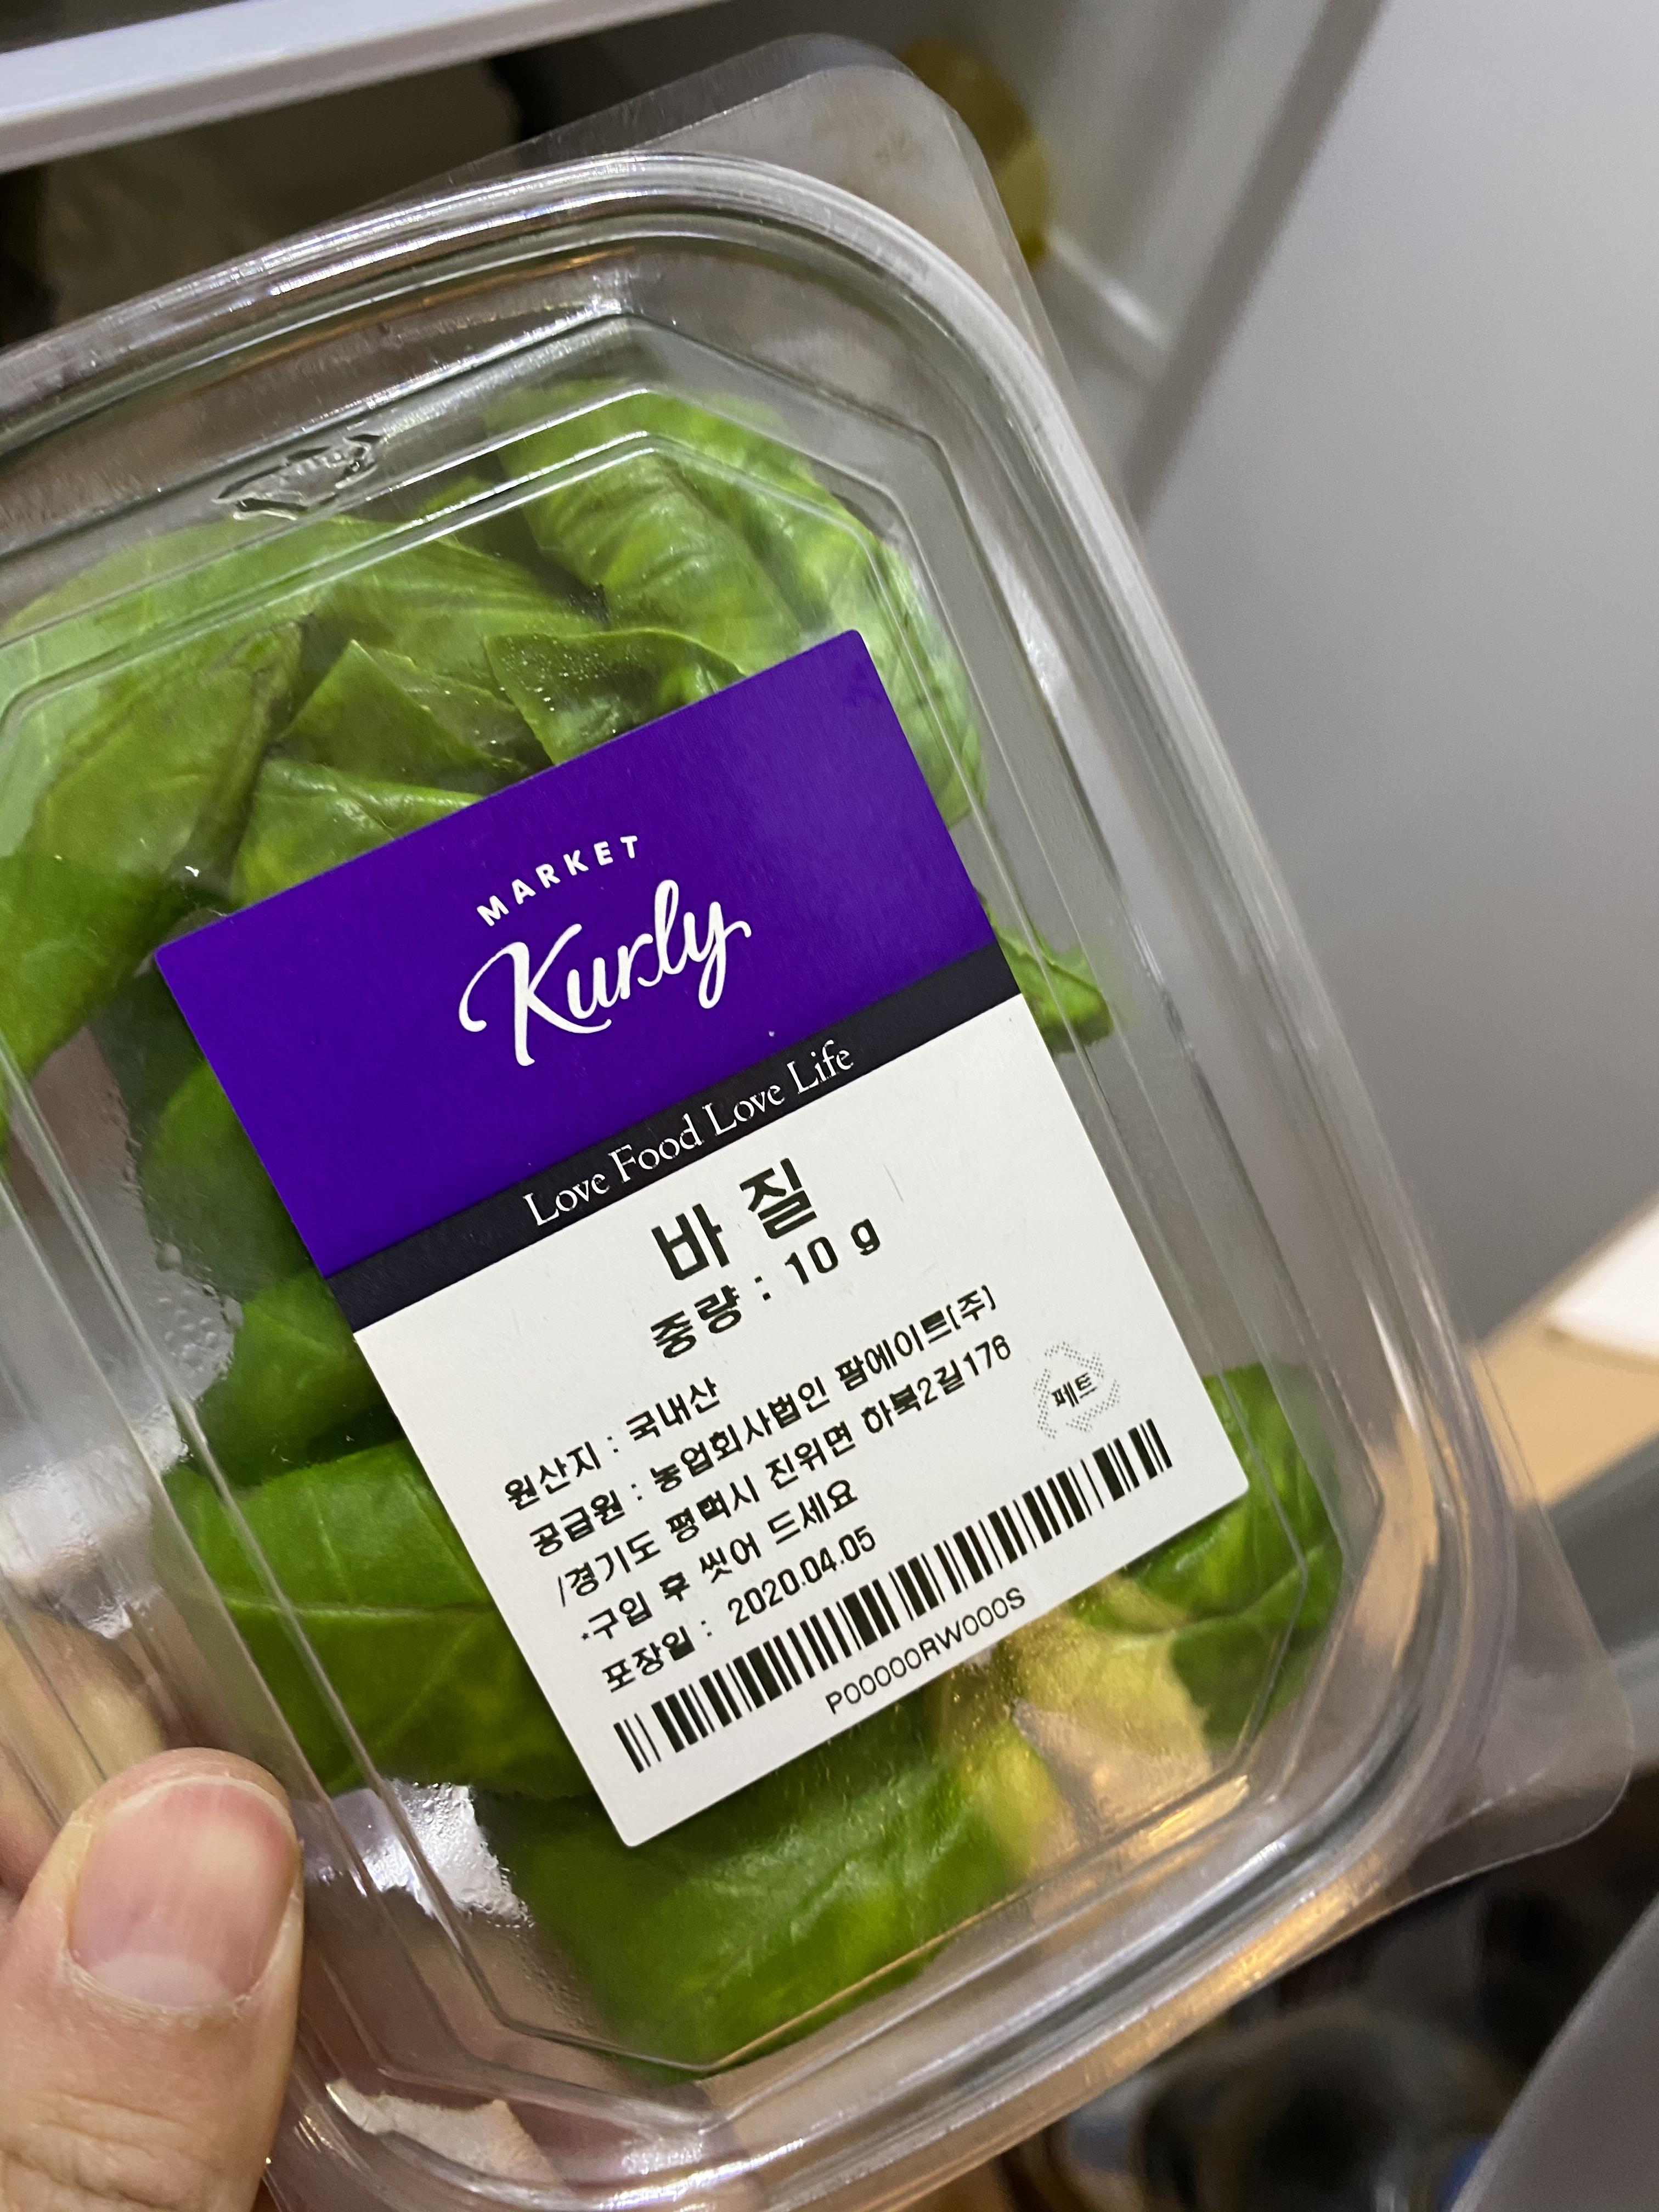 MARKET
Kurly
Love Food Love Life
바 질
중량 : 10 g
원산지 : 국내산
공급원 : 농업회사법인 팜에이트[주]
/경기도 평택시 진위면 하북2길176
*구입 후 씻어 드세요
포장일 : 2020.04.05
페트
P00000RW000S